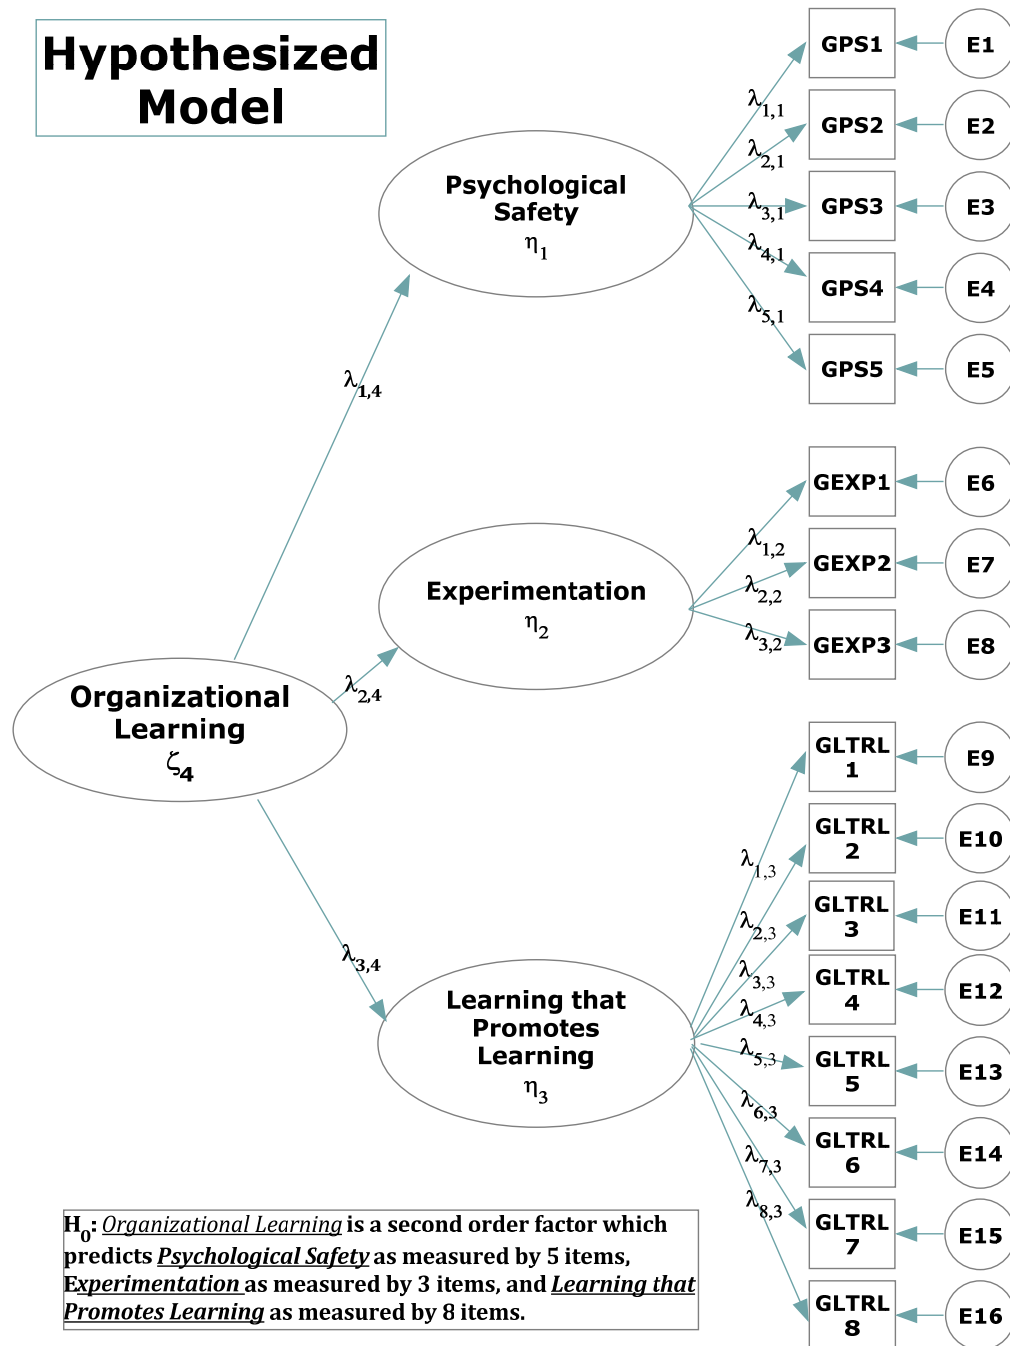 Hypothesized
Model
Psychological
Safety
η1
Experimentation
η2
Organizational
Learning
ζ4
Learning that
Promotes
Learning
η3
λ1,4
λ2,4
λ3,4
λ1,1
λ2,1
λ3,1
λ4,1
λ5,1
λ1,2
λ2,2
λ3,2
λ1,3
λ2,3
λ3,3
λ4,3
λ5,3
λ6,3
λ7,3
λ8,3
GPS1
E1
GPS2
E2
GPS3
E3
GPS4
E4
GPS5
E5
GEXP1
E6
GEXP2
E7
GEXP3
E8
GLTRL
1
E9
GLTRL
2
E10
GLTRL
3
E11
GLTRL
4
E12
GLTRL
5
E13
GLTRL
6
E14
GLTRL
7
E15
GLTRL
8
E16
H0: Organizational Learning is a second order factor which
predicts Psychological Safety as measured by 5 items,
Experimentation as measured by 3 items, and Learning that
Promotes Learning as measured by 8 items.